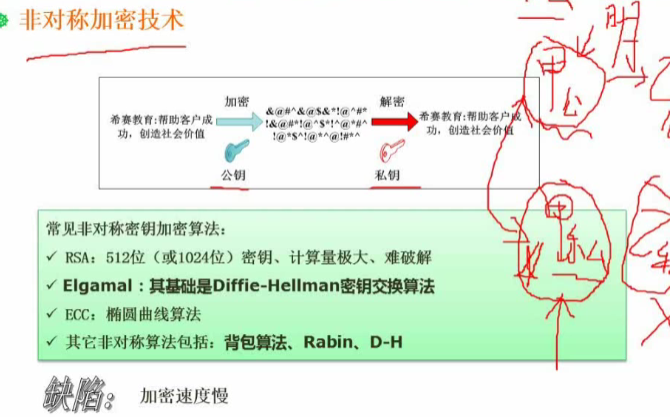 非对称加密技术
希赛教育:帮助客户成功，创造社会价值
加密
&@#^&@$&*!@^#*
!&@#*!@^$*!^@*#^
!@*$^!@*^@!#*^
解密
希赛教育:帮助客户成功，创造社会价值
公钥
私钥
常见非对称密钥加密算法：
✓ RSA：512位（或1024位）密钥、计算量极大、难破解
✓ Elgamal：其基础是Diffie-Hellman密钥交换算法
✓ ECC：椭圆曲线算法
✓ 其它非对称算法包括：背包算法、Rabin、D-H
缺陷：
加密速度慢
明
甲
公
甲
私